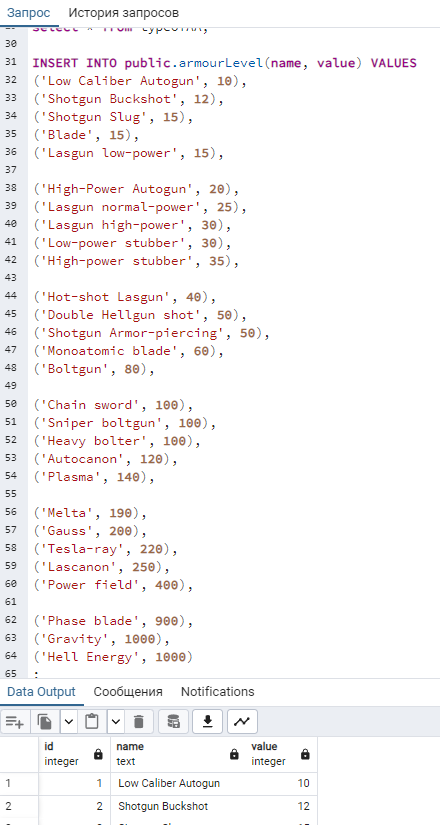 Запрос История запросов
29 select * from typeOfAA;
30
31 INSERT INTO public.armourLevel(name, value) VALUES
32 ('Low Caliber Autogun', 10),
33 ('Shotgun Buckshot', 12),
34 ('Shotgun Slug', 15),
35 ('Blade', 15),
36 ('Lasgun low-power', 15),
37
38 ('High-Power Autogun', 20),
39 ('Lasgun normal-power', 25),
40 ('Lasgun high-power', 30),
41 ('Low-power stubber', 30),
42 ('High-power stubber', 35),
43
44 ('Hot-shot Lasgun', 40),
45 ('Double Hellgun shot', 50),
46 ('Shotgun Armor-piercing', 50),
47 ('Monoatomic blade', 60),
48 ('Boltgun', 80),
49
50 ('Chain sword', 100),
51 ('Sniper boltgun', 100),
52 ('Heavy bolter', 100),
53 ('Autocanon', 120),
54 ('Plasma', 140),
55
56 ('Melta', 190),
57 ('Gauss', 200),
58 ('Tesla-ray', 220),
59 ('Lascanon', 250),
60 ('Power field', 400),
61
62 ('Phase blade', 900),
63 ('Gravity', 1000),
64 ('Hell Energy', 1000)
65 ;
Data Output Сообщения Notifications
id name value
integer text integer
1 1 Low Caliber Autogun 10
2 2 Shotgun Buckshot 12